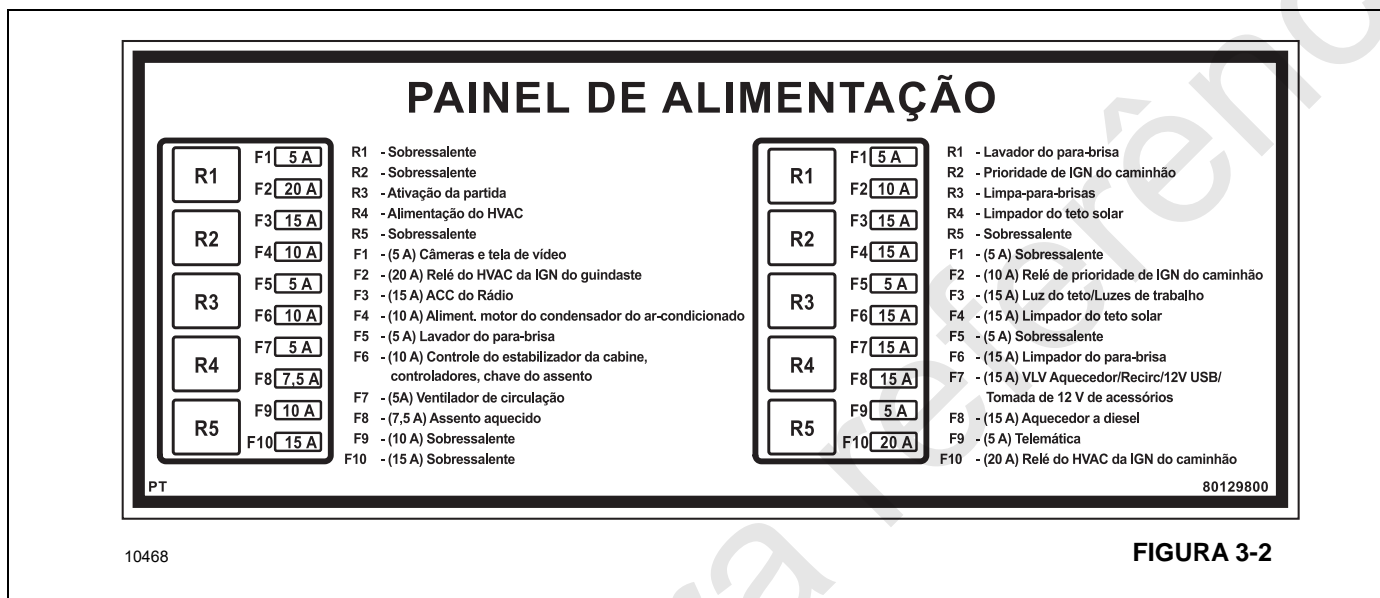 PAINEL DE ALIMENTAÇÃO
R1
R2
R3
R4
R5
F1 5 A
F2 20 A
F3 15 A
F4 10 A
F5 5 A
F6 10 A
F7 5 A
F8 7,5 A
F9 10 A
F10 15 A
R1 - Sobressalente
R2 - Sobressalente
R3 - Ativação da partida
R4 - Alimentação do HVAC
R5 - Sobressalente
F1 - (5 A) Câmeras e tela de vídeo
F2 - (20 A) Relé do HVAC da IGN do guindaste
F3 - (15 A) ACC do Rádio
F4 - (10 A) Aliment. motor do condensador do ar-condicionado
F5 - (5 A) Lavador do para-brisa
F6 - (10 A) Controle do estabilizador da cabine,
controladores, chave do assento
F7 - (5A) Ventilador de circulação
F8 - (7,5 A) Assento aquecido
F9 - (10 A) Sobressalente
F10 - (15 A) Sobressalente
R1
R2
R3
R4
R5
F1 5 A
F2 10 A
F3 15 A
F4 15 A
F5 5 A
F6 15 A
F7 15 A
F8 15 A
F9 5 A
F10 20 A
R1 - Lavador do para-brisa
R2 - Prioridade de IGN do caminhão
R3 - Limpa-para-brisas
R4 - Limpador do teto solar
R5 - Sobressalente
F1 - (5 A) Sobressalente
F2 - (10 A) Relé de prioridade de IGN do caminhão
F3 - (15 A) Luz do teto/Luzes de trabalho
F4 - (15 A) Limpador do teto solar
F5 - (5 A) Sobressalente
F6 - (15 A) Limpador do para-brisa
F7 - (15 A) VLV Aquecedor/Recirc/12V USB/
Tomada de 12 V de acessórios
F8 - (15 A) Aquecedor a diesel
F9 - (5 A) Telemática
F10 - (20 A) Relé do HVAC da IGN do caminhão
PT
80129800
10468
FIGURA 3-2